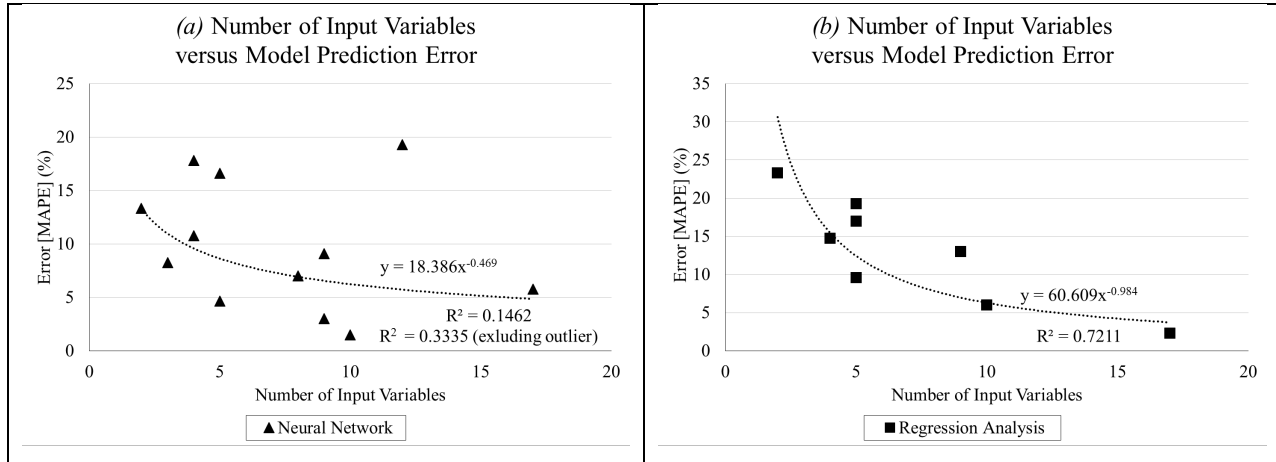 (a) Number of Input Variables
versus Model Prediction Error
25
20
15
10
5
0
Error [MAPE] (%)
y = 18.386x^-0.469
R² = 0.1462
R² = 0.3335 (exluding outlier)
0 5 10 15 20
Number of Input Variables
Neural Network
(b) Number of Input Variables
versus Model Prediction Error
35
30
25
20
15
10
5
0
Error [MAPE] (%)
y = 60.609x^-0.984
R² = 0.7211
0 5 10 15 20
Number of Input Variables
Regression Analysis